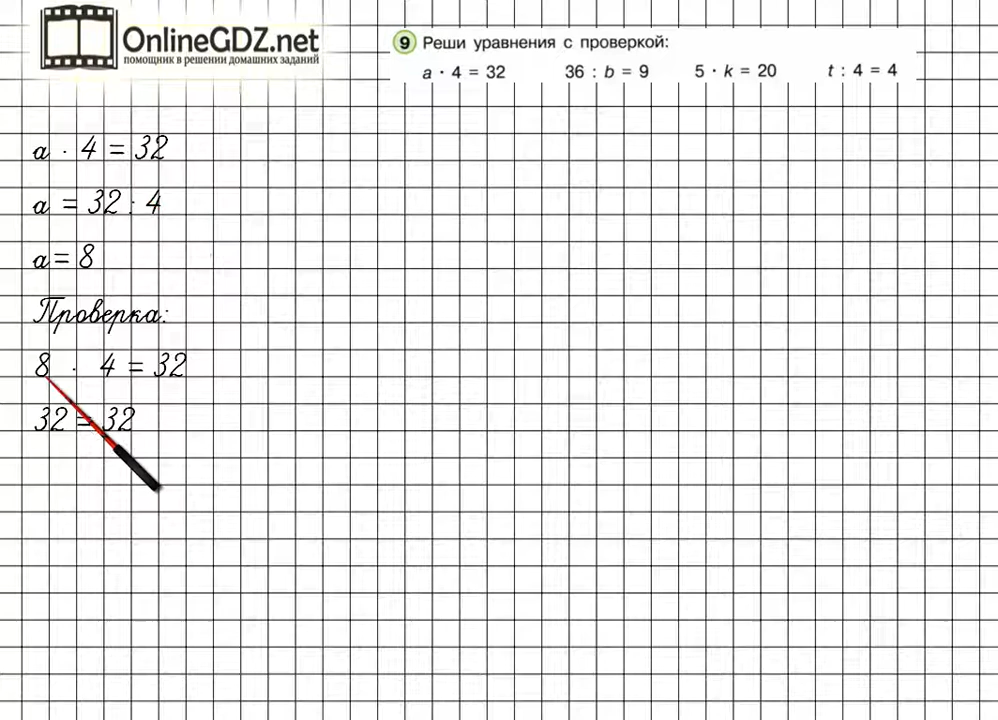 OnlineGDZ.net
помощник в решении домашних заданий
9 Реши уравнения с проверкой:
a · 4 = 32 36 : b = 9 5 · k = 20 t : 4 = 4
a · 4 = 32
a = 32 : 4
a = 8
Проверка:
8 · 4 = 32
32 = 32